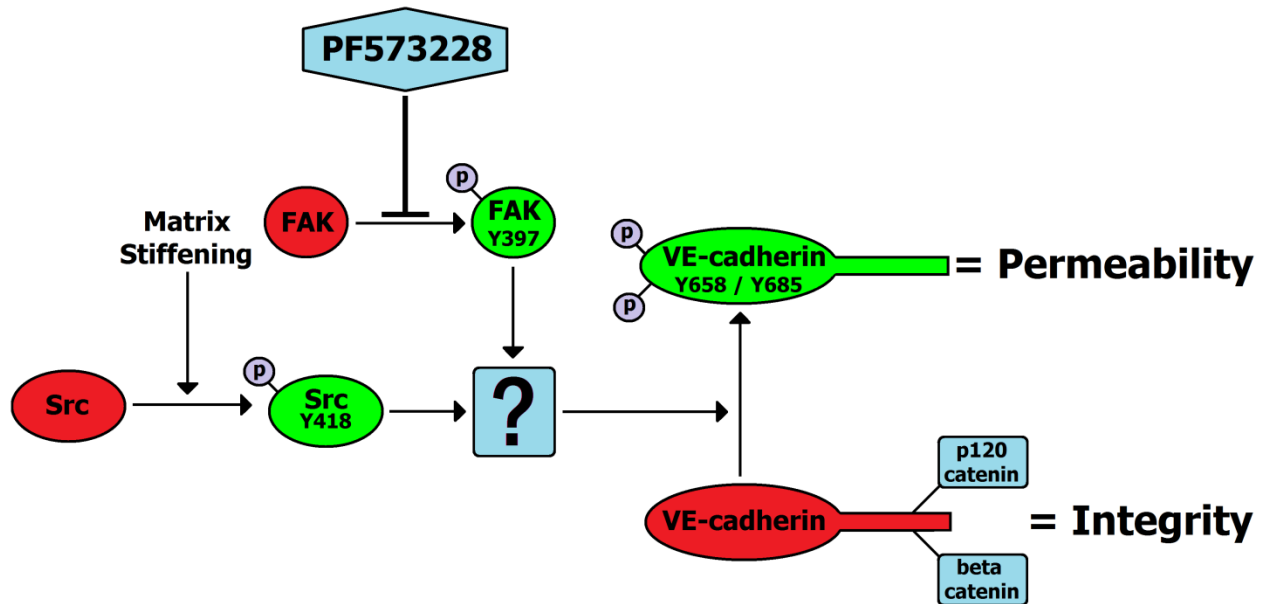 PF573228
p
FAK
FAK
Y397
Matrix
Stiffening
p
VE-cadherin
Y658 / Y685
p
= Permeability
p
Src
Src
Y418
?
p120
catenin
VE-cadherin
= Integrity
beta
catenin